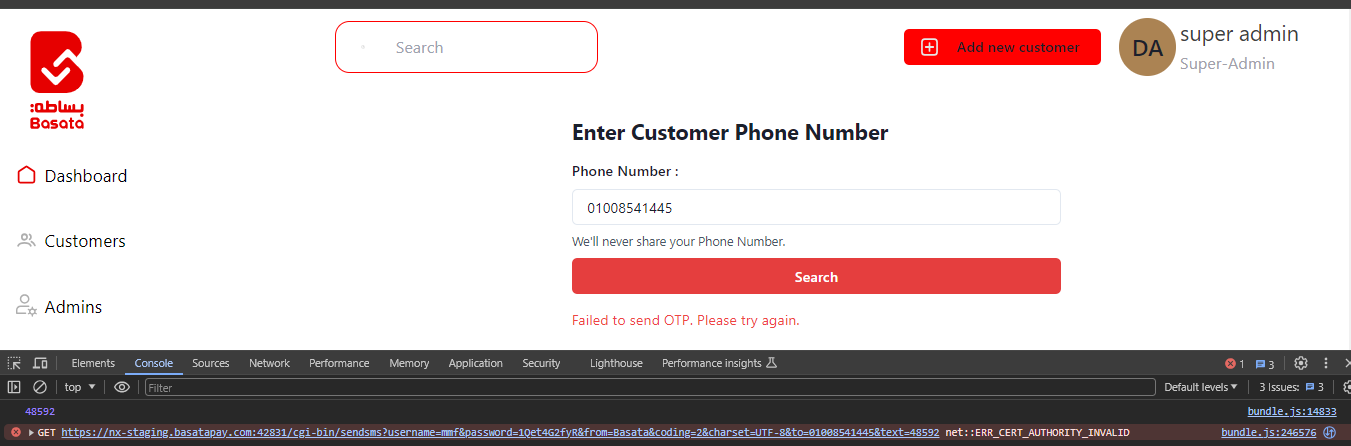 Search
Add new customer
DA
super admin
Super-Admin
بساطة:
Basata
Enter Customer Phone Number
Phone Number :
01008541445
We'll never share your Phone Number.
Search
Failed to send OTP. Please try again.
Dashboard
Customers
Admins
Elements Console Sources Network Performance Memory Application Security Lighthouse Performance insights 1 3
top Filter Default levels 3 Issues: 3
48592 bundle.js:14833
GET https://nx-staging.basatapay.com:42831/cgi-bin/sendsms?username=mmf&password=1Qet4G2fyR&from=Basata&coding=2&charset=UTF-8&to=01008541445&text=48592 net::ERR_CERT_AUTHORITY_INVALID bundle.js:246576